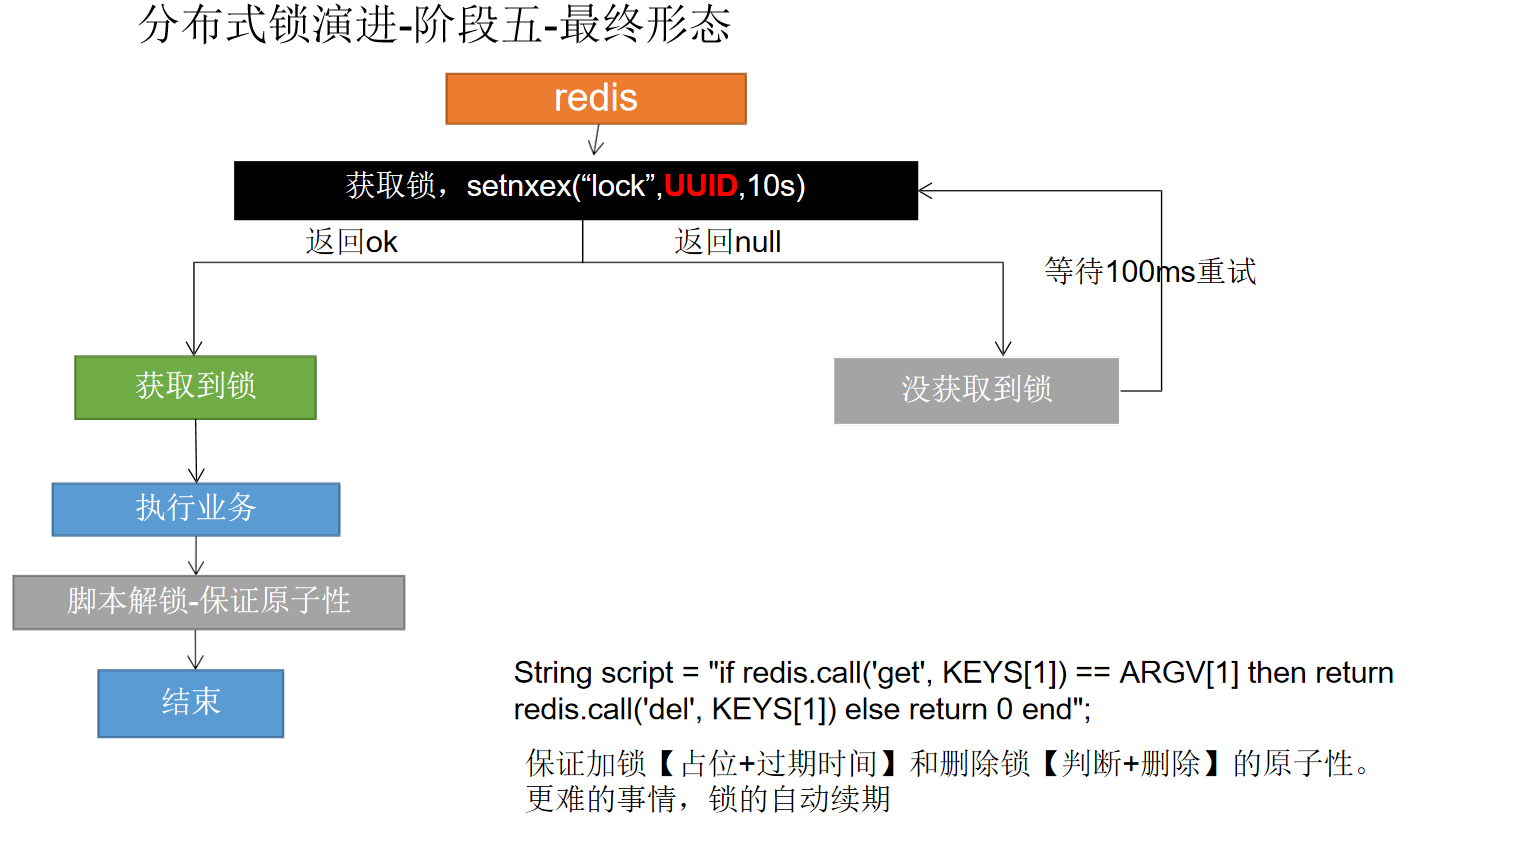 分布式锁演进-阶段五-最终形态
redis
获取锁，setnxex(“lock”,UUID,10s)
返回ok
返回null
等待100ms重试
获取到锁
没获取到锁
执行业务
脚本解锁-保证原子性
结束
String script = "if redis.call('get', KEYS[1]) == ARGV[1] then return
redis.call('del', KEYS[1]) else return 0 end";
保证加锁【占位+过期时间】和删除锁【判断+删除】的原子性。
更难的事情，锁的自动续期